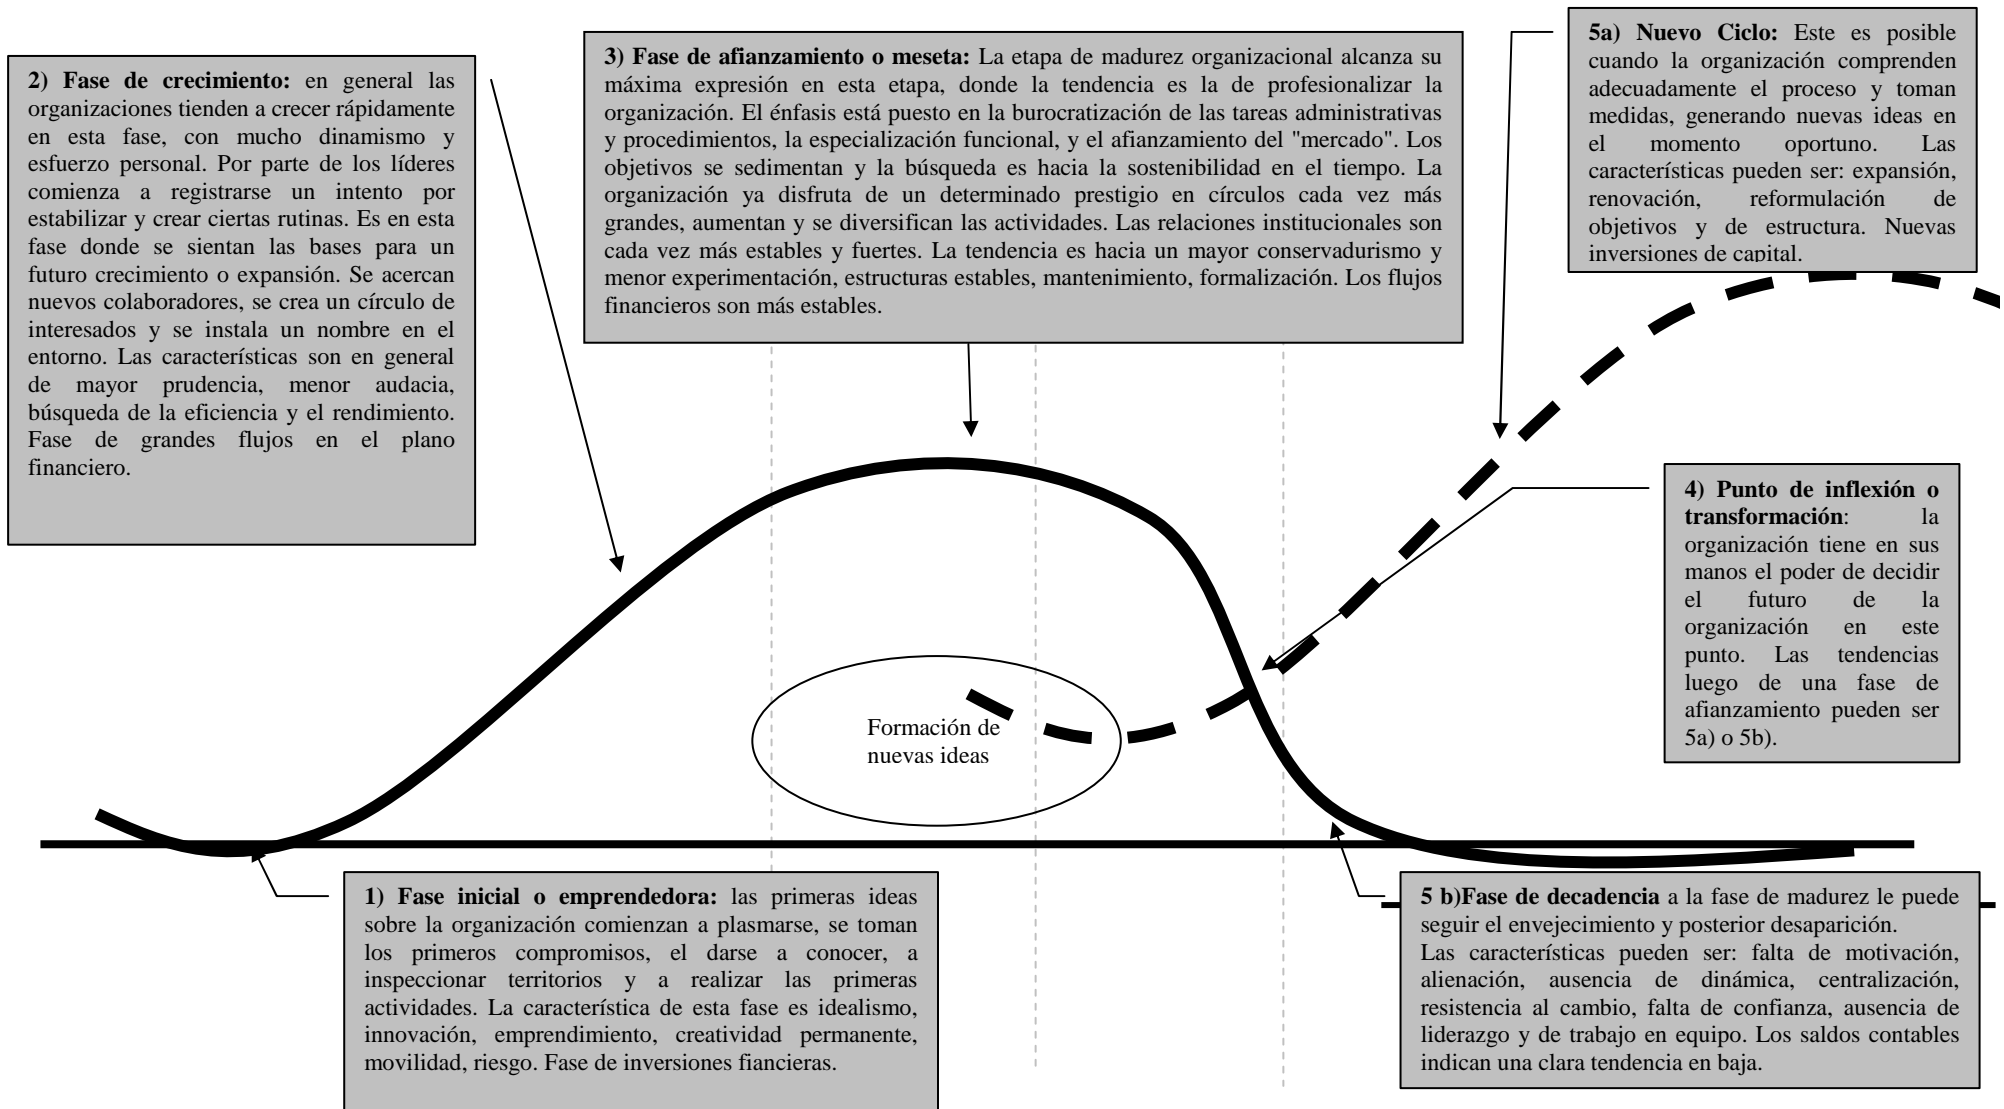 2) Fase de crecimiento: en general las
organizaciones tienden a crecer rápidamente
en esta fase, con mucho dinamismo y
esfuerzo personal. Por parte de los líderes
comienza a registrarse un intento por
estabilizar y crear ciertas rutinas. Es en esta
fase donde se sientan las bases para un
futuro crecimiento o expansión. Se acercan
nuevos colaboradores, se crea un círculo de
interesados y se instala un nombre en el
entorno. Las características son en general
de mayor prudencia, menor audacia,
búsqueda de la eficiencia y el rendimiento.
Fase de grandes flujos en el plano
financiero.
3) Fase de afianzamiento o meseta: La etapa de madurez organizacional alcanza su
máxima expresión en esta etapa, donde la tendencia es la de profesionalizar la
organización. El énfasis está puesto en la burocratización de las tareas administrativas
y procedimientos, la especialización funcional, y el afianzamiento del "mercado". Los
objetivos se sedimentan y la búsqueda es hacia la sostenibilidad en el tiempo. La
organización ya disfruta de un determinado prestigio en círculos cada vez más
grandes, aumentan y se diversifican las actividades. Las relaciones institucionales son
cada vez más estables y fuertes. La tendencia es hacia un mayor conservadurismo y
menor experimentación, estructuras estables, mantenimiento, formalización. Los flujos
financieros son más estables.
5a) Nuevo Ciclo: Este es posible
cuando la organización comprenden
adecuadamente el proceso y toman
medidas, generando nuevas ideas en
el momento oportuno. Las
características pueden ser: expansión,
renovación, reformulación de
objetivos y de estructura. Nuevas
inversiones de capital.
4) Punto de inflexión o
transformación: la
organización tiene en sus
manos el poder de decidir
el futuro de la
organización en este
punto. Las tendencias
luego de una fase de
afianzamiento pueden ser
5a) o 5b).
Formación de
nuevas ideas
1) Fase inicial o emprendedora: las primeras ideas
sobre la organización comienzan a plasmarse, se toman
los primeros compromisos, el darse a conocer, a
inspeccionar territorios y a realizar las primeras
actividades. La característica de esta fase es idealismo,
innovación, emprendimiento, creatividad permanente,
movilidad, riesgo. Fase de inversiones fiancieras.
5 b)Fase de decadencia a la fase de madurez le puede
seguir el envejecimiento y posterior desaparición.
Las características pueden ser: falta de motivación,
alienación, ausencia de dinámica, centralización,
resistencia al cambio, falta de confianza, ausencia de
liderazgo y de trabajo en equipo. Los saldos contables
indican una clara tendencia en baja.